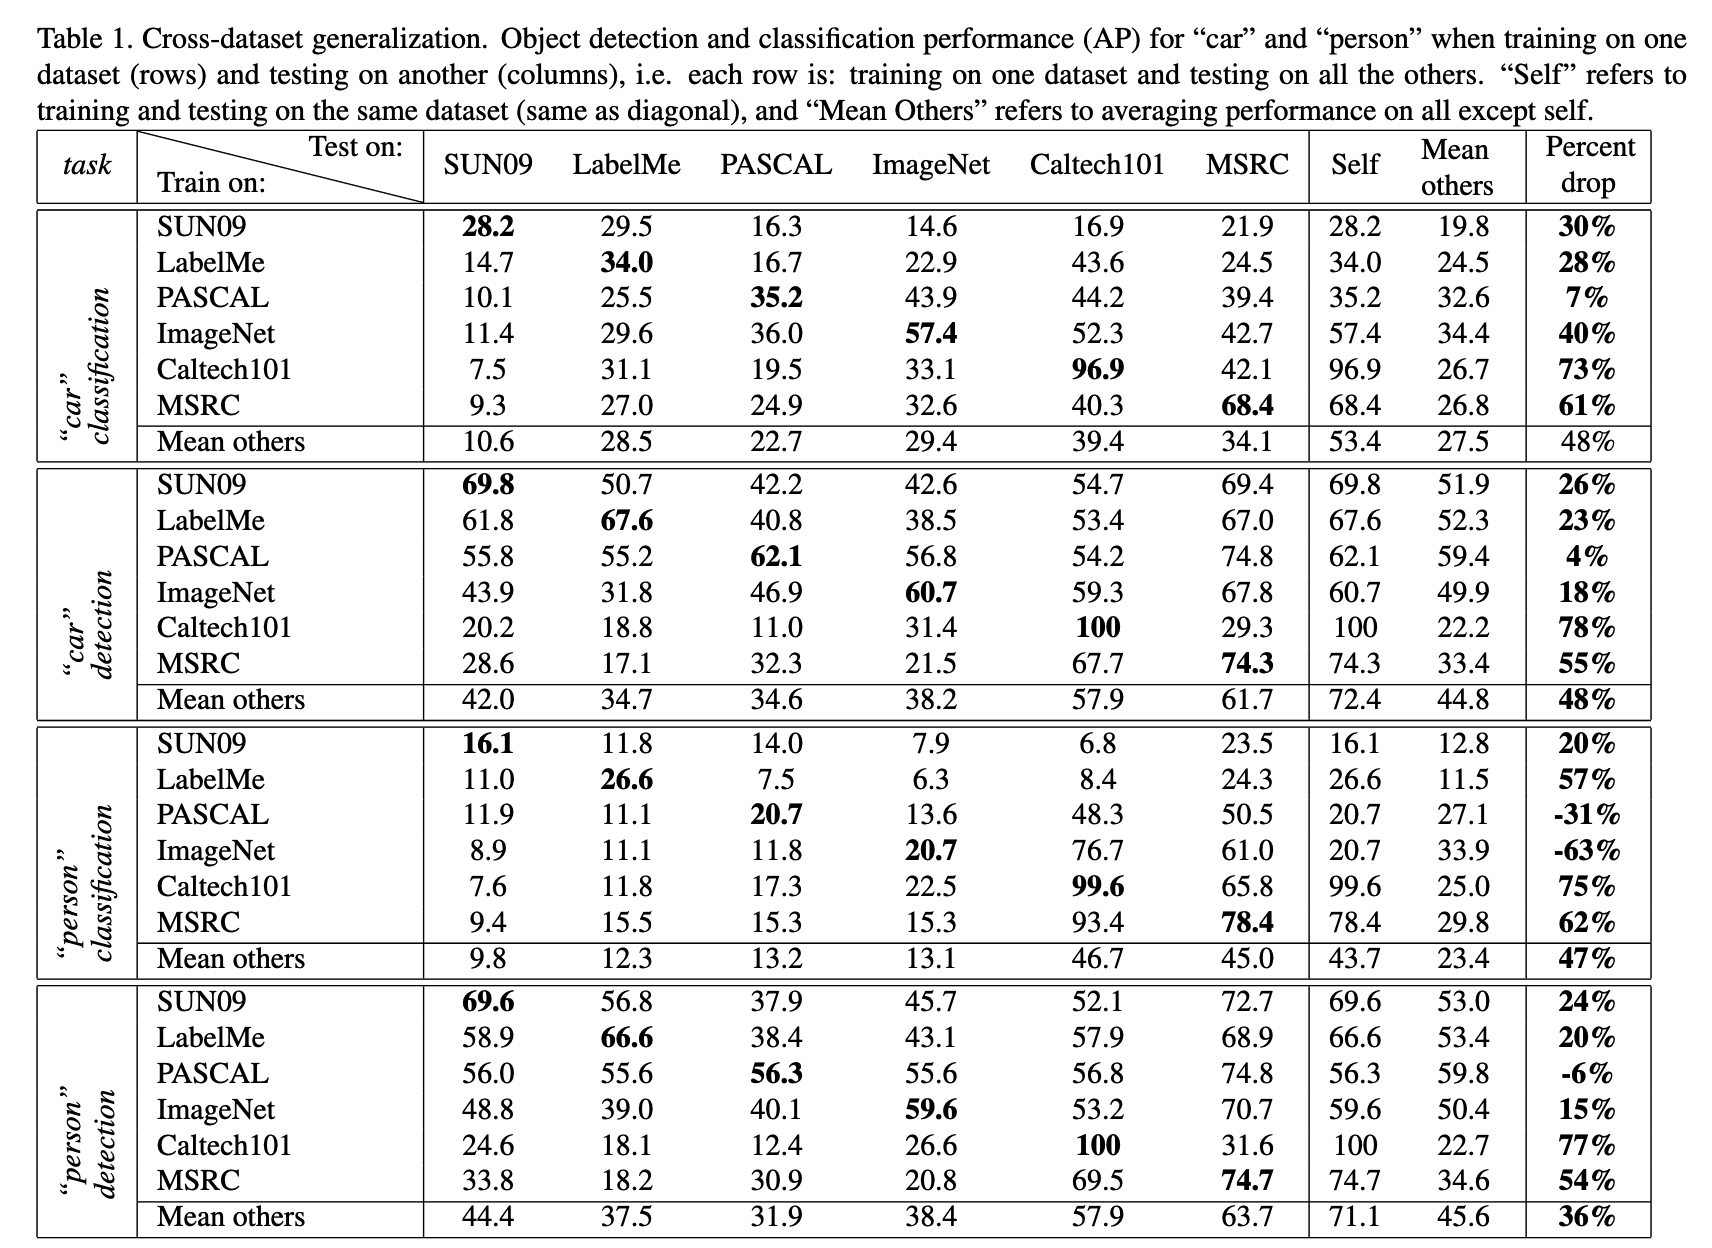 Table 1. Cross-dataset generalization. Object detection and classification performance (AP) for “car” and “person” when training on one
dataset (rows) and testing on another (columns), i.e. each row is: training on one dataset and testing on all the others. “Self” refers to
training and testing on the same dataset (same as diagonal), and “Mean Others” refers to averaging performance on all except self.
task Train on: Test on: SUN09 LabelMe PASCAL ImageNet Caltech101 MSRC Self Mean others Percent drop
“car” classification
SUN09 28.2 29.5 16.3 14.6 16.9 21.9 28.2 19.8 30%
LabelMe 14.7 34.0 16.7 22.9 43.6 24.5 34.0 24.5 28%
PASCAL 10.1 25.5 35.2 43.9 44.2 39.4 35.2 32.6 7%
ImageNet 11.4 29.6 36.0 57.4 52.3 42.7 57.4 34.4 40%
Caltech101 7.5 31.1 19.5 33.1 96.9 42.1 96.9 26.7 73%
MSRC 9.3 27.0 24.9 32.6 40.3 68.4 68.4 26.8 61%
Mean others 10.6 28.5 22.7 29.4 39.4 34.1 53.4 27.5 48%
“car” detection
SUN09 69.8 50.7 42.2 42.6 54.7 69.4 69.8 51.9 26%
LabelMe 61.8 67.6 40.8 38.5 53.4 67.0 67.6 52.3 23%
PASCAL 55.8 55.2 62.1 56.8 54.2 74.8 62.1 59.4 4%
ImageNet 43.9 31.8 46.9 60.7 59.3 67.8 60.7 49.9 18%
Caltech101 20.2 18.8 11.0 31.4 100 29.3 100 22.2 78%
MSRC 28.6 17.1 32.3 21.5 67.7 74.3 74.3 33.4 55%
Mean others 42.0 34.7 34.6 38.2 57.9 61.7 72.4 44.8 48%
“person” classification
SUN09 16.1 11.8 14.0 7.9 6.8 23.5 16.1 12.8 20%
LabelMe 11.0 26.6 7.5 6.3 8.4 24.3 26.6 11.5 57%
PASCAL 11.9 11.1 20.7 13.6 48.3 50.5 20.7 27.1 -31%
ImageNet 8.9 11.1 11.8 20.7 76.7 61.0 20.7 33.9 -63%
Caltech101 7.6 11.8 17.3 22.5 99.6 65.8 99.6 25.0 75%
MSRC 9.4 15.5 15.3 15.3 93.4 78.4 78.4 29.8 62%
Mean others 9.8 12.3 13.2 13.1 46.7 45.0 43.7 23.4 47%
“person” detection
SUN09 69.6 56.8 37.9 45.7 52.1 72.7 69.6 53.0 24%
LabelMe 58.9 66.6 38.4 43.1 57.9 68.9 66.6 53.4 20%
PASCAL 56.0 55.6 56.3 55.6 56.8 74.8 56.3 59.8 -6%
ImageNet 48.8 39.0 40.1 59.6 53.2 70.7 59.6 50.4 15%
Caltech101 24.6 18.1 12.4 26.6 100 31.6 100 22.7 77%
MSRC 33.8 18.2 30.9 20.8 69.5 74.7 74.7 34.6 54%
Mean others 44.4 37.5 31.9 38.4 57.9 63.7 71.1 45.6 36%